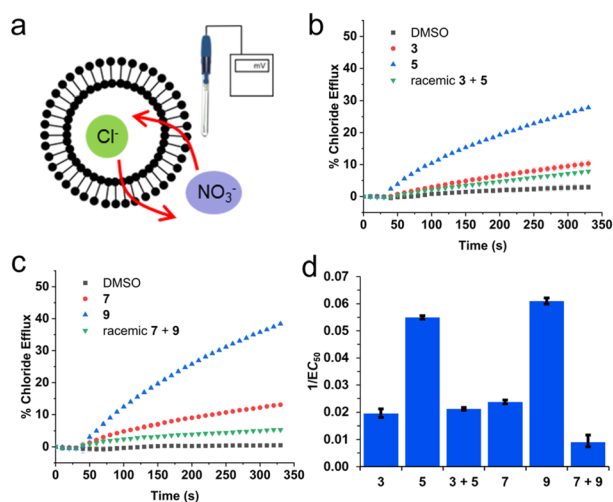 a
mV
Cl-
NO3-
b
DMSO
3
5
racemic 3 + 5
% Chloride Efflux
50
40
30
20
10
0
0 50 100 150 200 250 300 350
Time (s)
c
DMSO
7
9
racemic 7 + 9
% Chloride Efflux
50
40
30
20
10
0
0 50 100 150 200 250 300 350
Time (s)
d
1/EC50
0.07
0.06
0.05
0.04
0.03
0.02
0.01
0.00
3 5 3 + 5 7 9 7 + 9